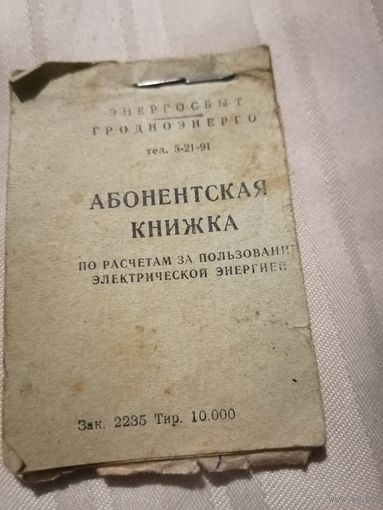 ЭНЕРГОСБЫТ
ГРОДНОЭНЕРГО
тел. 5-21-91
АБОНЕНТСКАЯ
КНИЖКА
ПО РАСЧЕТАМ ЗА ПОЛЬЗОВАНИ
ЭЛЕКТРИЧЕСКОЙ ЭНЕРГИЕЙ
Зак. 2235 Тир. 10.000